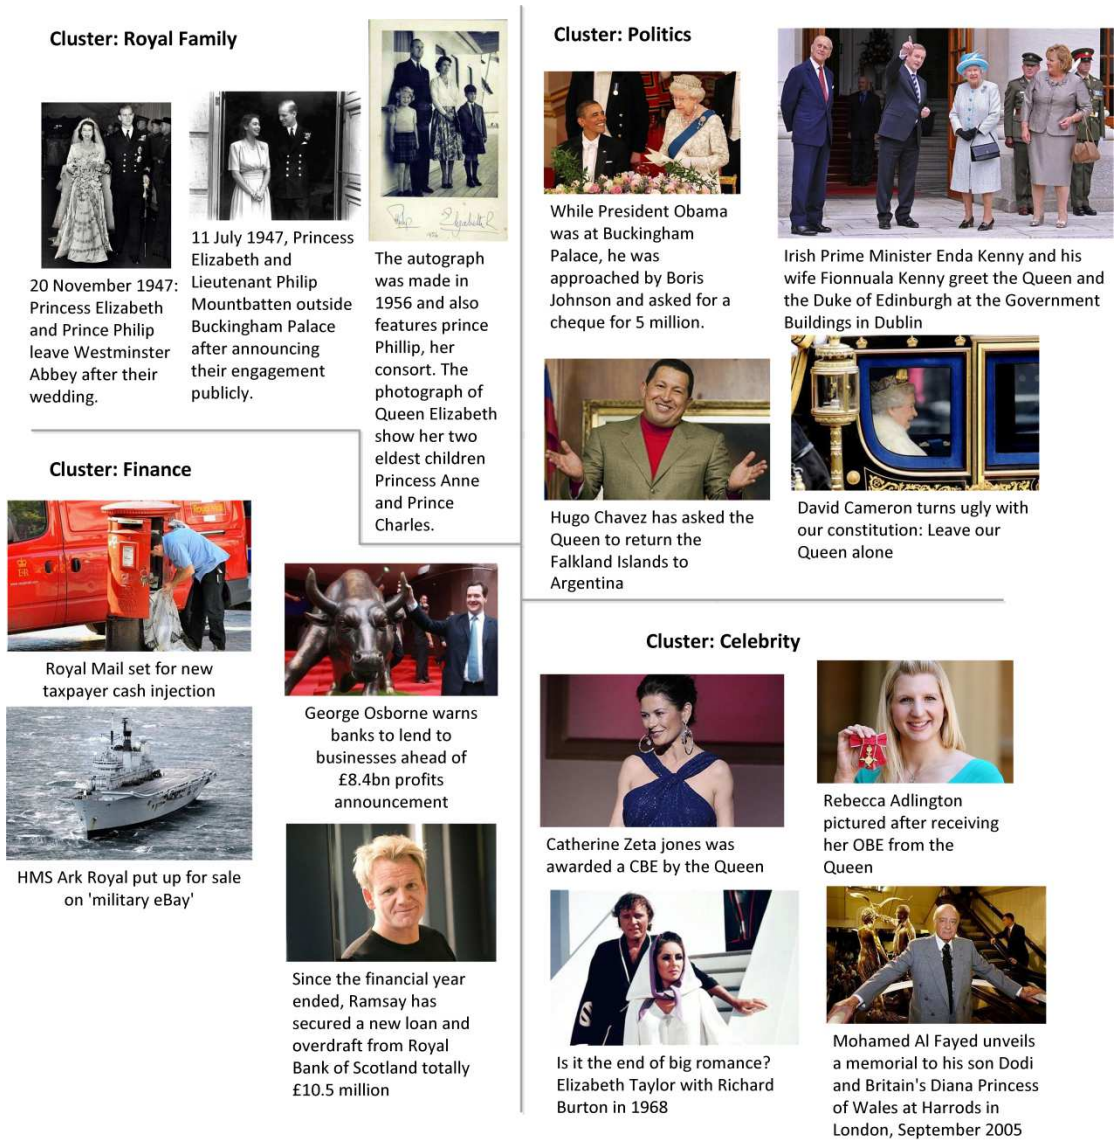 Cluster: Royal Family
20 November 1947:
Princess Elizabeth
and Prince Philip
leave Westminster
Abbey after their
wedding.
11 July 1947, Princess
Elizabeth and
Lieutenant Philip
Mountbatten outside
Buckingham Palace
after announcing
their engagement
publicly.
Philip
Elizabeth R
1956
The autograph
was made in
1956 and also
features prince
Phillip, her
consort. The
photograph of
Queen Elizabeth
show her two
eldest children
Princess Anne
and Prince
Charles.
Cluster: Politics
While President Obama
was at Buckingham
Palace, he was
approached by Boris
Johnson and asked for a
cheque for 5 million.
Irish Prime Minister Enda Kenny and his
wife Fionnuala Kenny greet the Queen and
the Duke of Edinburgh at the Government
Buildings in Dublin
Hugo Chavez has asked the
Queen to return the
Falkland Islands to
Argentina
David Cameron turns ugly with
our constitution: Leave our
Queen alone
Cluster: Finance
Royal Mail set for new
taxpayer cash injection
HMS Ark Royal put up for sale
on 'military eBay'
George Osborne warns
banks to lend to
businesses ahead of
£8.4bn profits
announcement
Since the financial year
ended, Ramsay has
secured a new loan and
overdraft from Royal
Bank of Scotland totally
£10.5 million
Cluster: Celebrity
Catherine Zeta jones was
awarded a CBE by the Queen
Rebecca Adlington
pictured after receiving
her OBE from the
Queen
Is it the end of big romance?
Elizabeth Taylor with Richard
Burton in 1968
Mohamed Al Fayed unveils
a memorial to his son Dodi
and Britain's Diana Princess
of Wales at Harrods in
London, September 2005